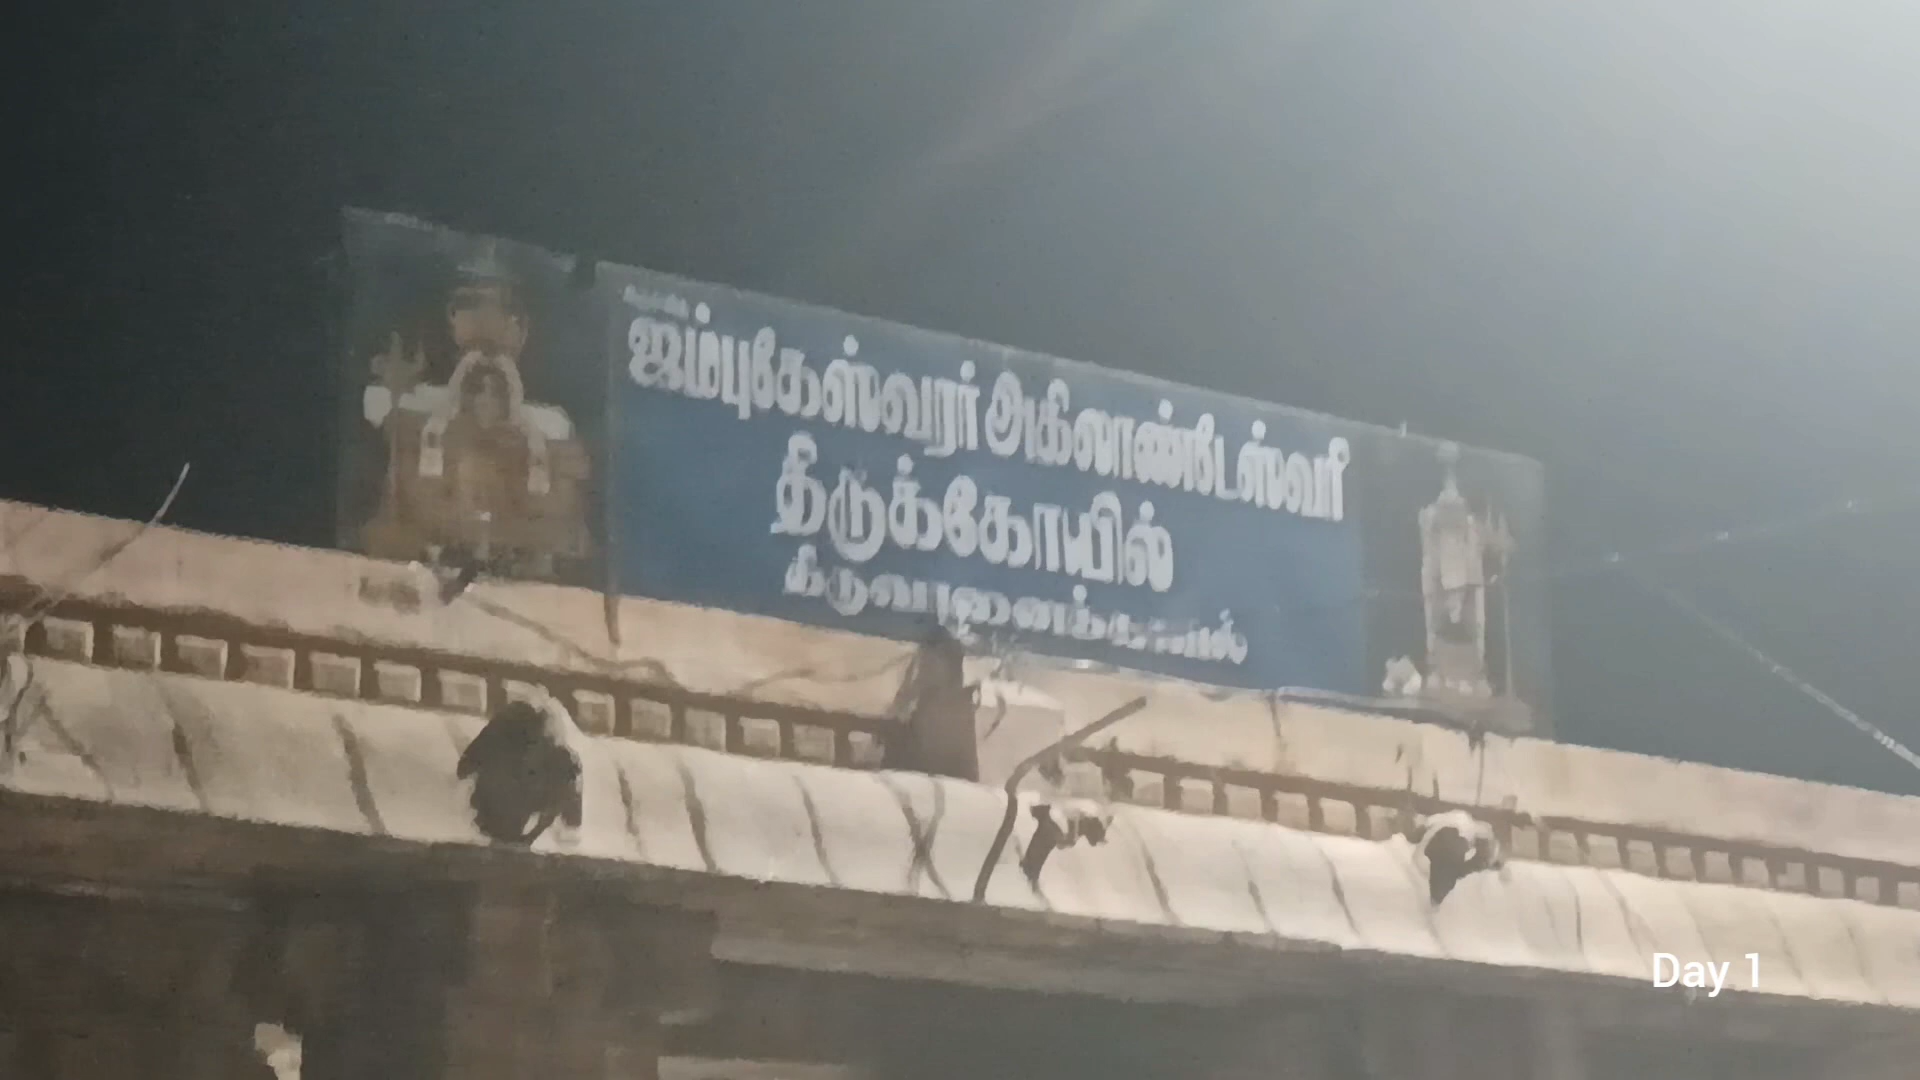 ஜம்புகேஸ்வரர் அகிலாண்டேஸ்வரி
திருக்கோயில்
திருவானைக்காவல்
Day 1